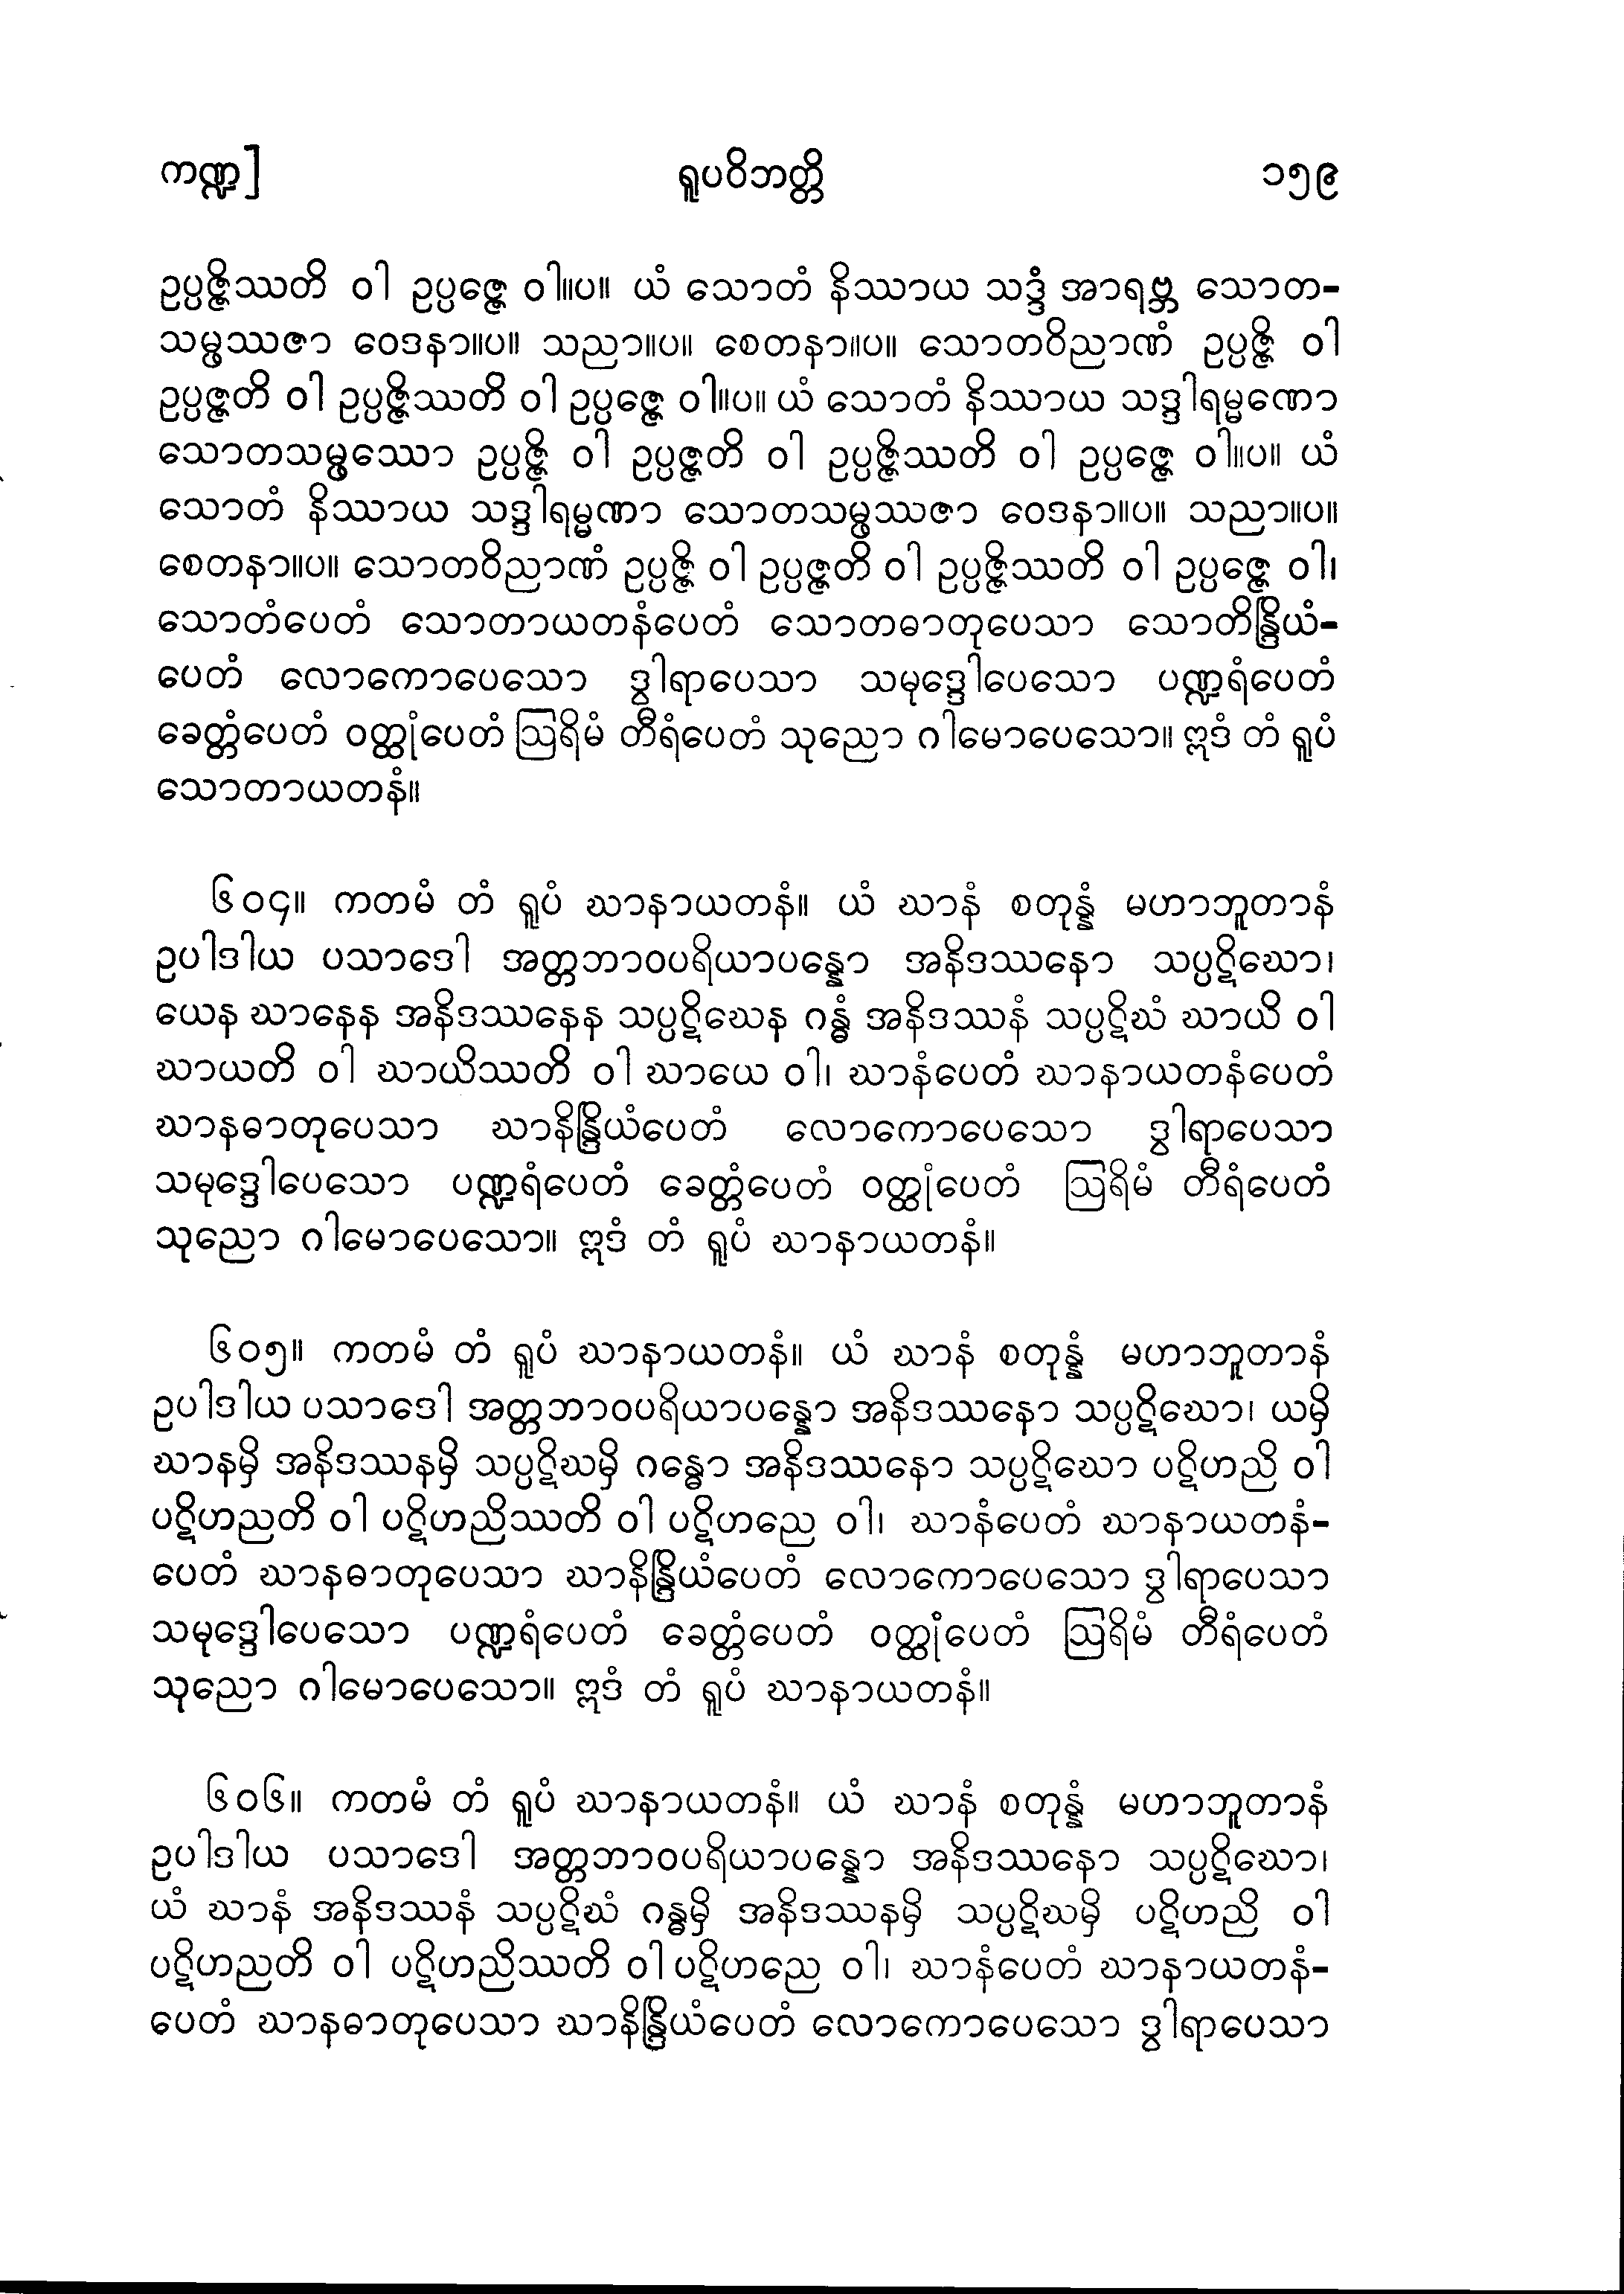 ကဏ္ဍ] ရူပဝိဘတ္တိ ၁၅၉
ဥပ္ပဇ္ဇိဿတိ ဝါ ဥပ္ပဇ္ဇေ ဝါ။ပ။ ယံ သောတံ နိဿာယ သဒ္ဒံ အာရဗ္ဘ သောတ-
သမ္ဖဿဇာ ဝေဒနာ။ပ။ သညာ။ပ။ စေတနာ။ပ။ သောတဝိညာဏံ ဥပ္ပဇ္ဇိ ဝါ
ဥပ္ပဇ္ဇတိ ဝါ ဥပ္ပဇ္ဇိဿတိ ဝါ ဥပ္ပဇ္ဇေ ဝါ။ပ။ ယံ သောတံ နိဿာယ သဒ္ဒါရမ္မဏော
သောတသမ္ဖဿော ဥပ္ပဇ္ဇိ ဝါ ဥပ္ပဇ္ဇတိ ဝါ ဥပ္ပဇ္ဇိဿတိ ဝါ ဥပ္ပဇ္ဇေ ဝါ။ပ။ ယံ
သောတံ နိဿာယ သဒ္ဒါရမ္မဏာ သောတသမ္ဖဿဇာ ဝေဒနာ။ပ။ သညာ။ပ။
စေတနာ။ပ။ သောတဝိညာဏံ ဥပ္ပဇ္ဇိ ဝါ ဥပ္ပဇ္ဇတိ ဝါ ဥပ္ပဇ္ဇိဿတိ ဝါ ဥပ္ပဇ္ဇေ ဝါ၊
သောတံပေတံ သောတာယတနံပေတံ သောတဓာတုပေသာ သောတိန္ဒြိယံ-
ပေတံ လောကောပေသော ဒွါရာပေသာ သမုဒ္ဒေါပေသော ပဏ္ဍရံပေတံ
ခေတ္တံပေတံ ဝတ္ထုံပေတံ ဩရိမံ တီရံပေတံ သုညော ဂါမောပေသော။ ဣဒံ တံ ရူပံ
သောတာယတနံ။
၆၀၄။ ကတမံ တံ ရူပံ ဃာနာယတနံ။ ယံ ဃာနံ စတုန္နံ မဟာဘူတာနံ
ဥပါဒါယ ပသာဒေါ အတ္တဘာဝပရိယာပန္နော အနိဒဿနော သပ္ပဋိဃော၊
ယေန ဃာနေန အနိဒဿနေန သပ္ပဋိဃေန ဂန္ဓံ အနိဒဿနံ သပ္ပဋိဃံ ဃာယိ ဝါ
ဃာယတိ ဝါ ဃာယိဿတိ ဝါ ဃာယေ ဝါ၊ ဃာနံပေတံ ဃာနာယတနံပေတံ
ဃာနဓာတုပေသာ ဃာနိန္ဒြိယံပေတံ လောကောပေသော ဒွါရာပေသာ
သမုဒ္ဒေါပေသော ပဏ္ဍရံပေတံ ခေတ္တံပေတံ ဝတ္ထုံပေတံ ဩရိမံ တီရံပေတံ
သုညော ဂါမောပေသော။ ဣဒံ တံ ရူပံ ဃာနာယတနံ။
၆၀၅။ ကတမံ တံ ရူပံ ဃာနာယတနံ။ ယံ ဃာနံ စတုန္နံ မဟာဘူတာနံ
ဥပါဒါယ ပသာဒေါ အတ္တဘာဝပရိယာပန္နော အနိဒဿနော သပ္ပဋိဃော၊ ယမှိ
ဃာနမှိ အနိဒဿနမှိ သပ္ပဋိဃမှိ ဂန္ဓော အနိဒဿနော သပ္ပဋိဃော ပဋိဟညိ ဝါ
ပဋိဟညတိ ဝါ ပဋိဟညိဿတိ ဝါ ပဋိဟညေ ဝါ၊ ဃာနံပေတံ ဃာနာယတနံ-
ပေတံ ဃာနဓာတုပေသာ ဃာနိန္ဒြိယံပေတံ လောကောပေသော ဒွါရာပေသာ
သမုဒ္ဒေါပေသော ပဏ္ဍရံပေတံ ခေတ္တံပေတံ ဝတ္ထုံပေတံ ဩရိမံ တီရံပေတံ
သုညော ဂါမောပေသော။ ဣဒံ တံ ရူပံ ဃာနာယတနံ။
၆၀၆။ ကတမံ တံ ရူပံ ဃာနာယတနံ။ ယံ ဃာနံ စတုန္နံ မဟာဘူတာနံ
ဥပါဒါယ ပသာဒေါ အတ္တဘာဝပရိယာပန္နော အနိဒဿနော သပ္ပဋိဃော၊
ယံ ဃာနံ အနိဒဿနံ သပ္ပဋိဃံ ဂန္ဓမှိ အနိဒဿနမှိ သပ္ပဋိဃမှိ ပဋိဟညိ ဝါ
ပဋိဟညတိ ဝါ ပဋိဟညိဿတိ ဝါ ပဋိဟညေ ဝါ၊ ဃာနံပေတံ ဃာနာယတနံ-
ပေတံ ဃာနဓာတုပေသာ ဃာနိန္ဒြိယံပေတံ လောကောပေသော ဒွါရာပေသာ